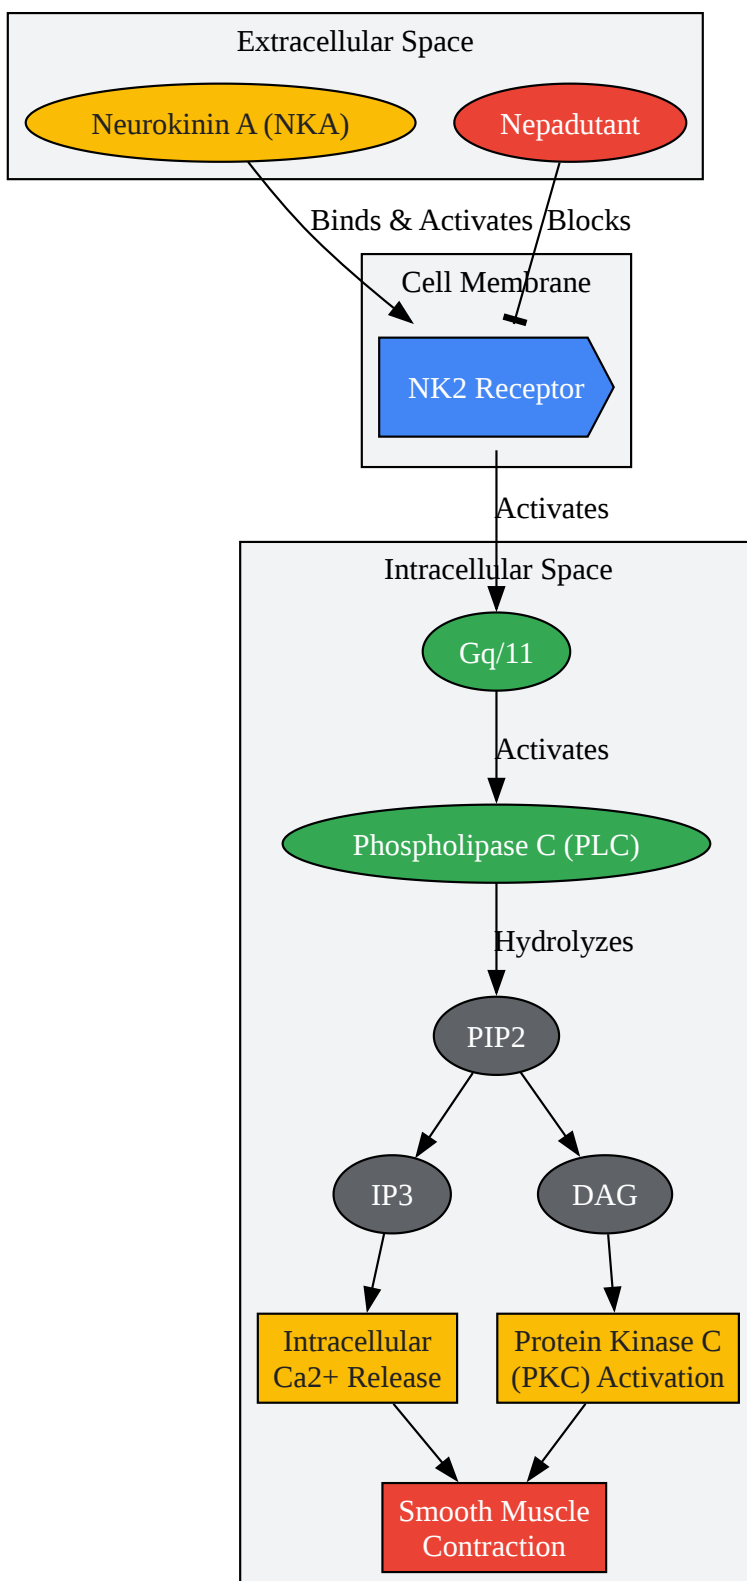 Extracellular Space
Neurokinin A (NKA)
Nepadutant
Binds & Activates
Blocks
Cell Membrane
NK2 Receptor
Activates
Intracellular Space
Gq/11
Activates
Phospholipase C (PLC)
Hydrolyzes
PIP2
IP3
DAG
Intracellular
Ca2+ Release
Protein Kinase C
(PKC) Activation
Smooth Muscle
Contraction